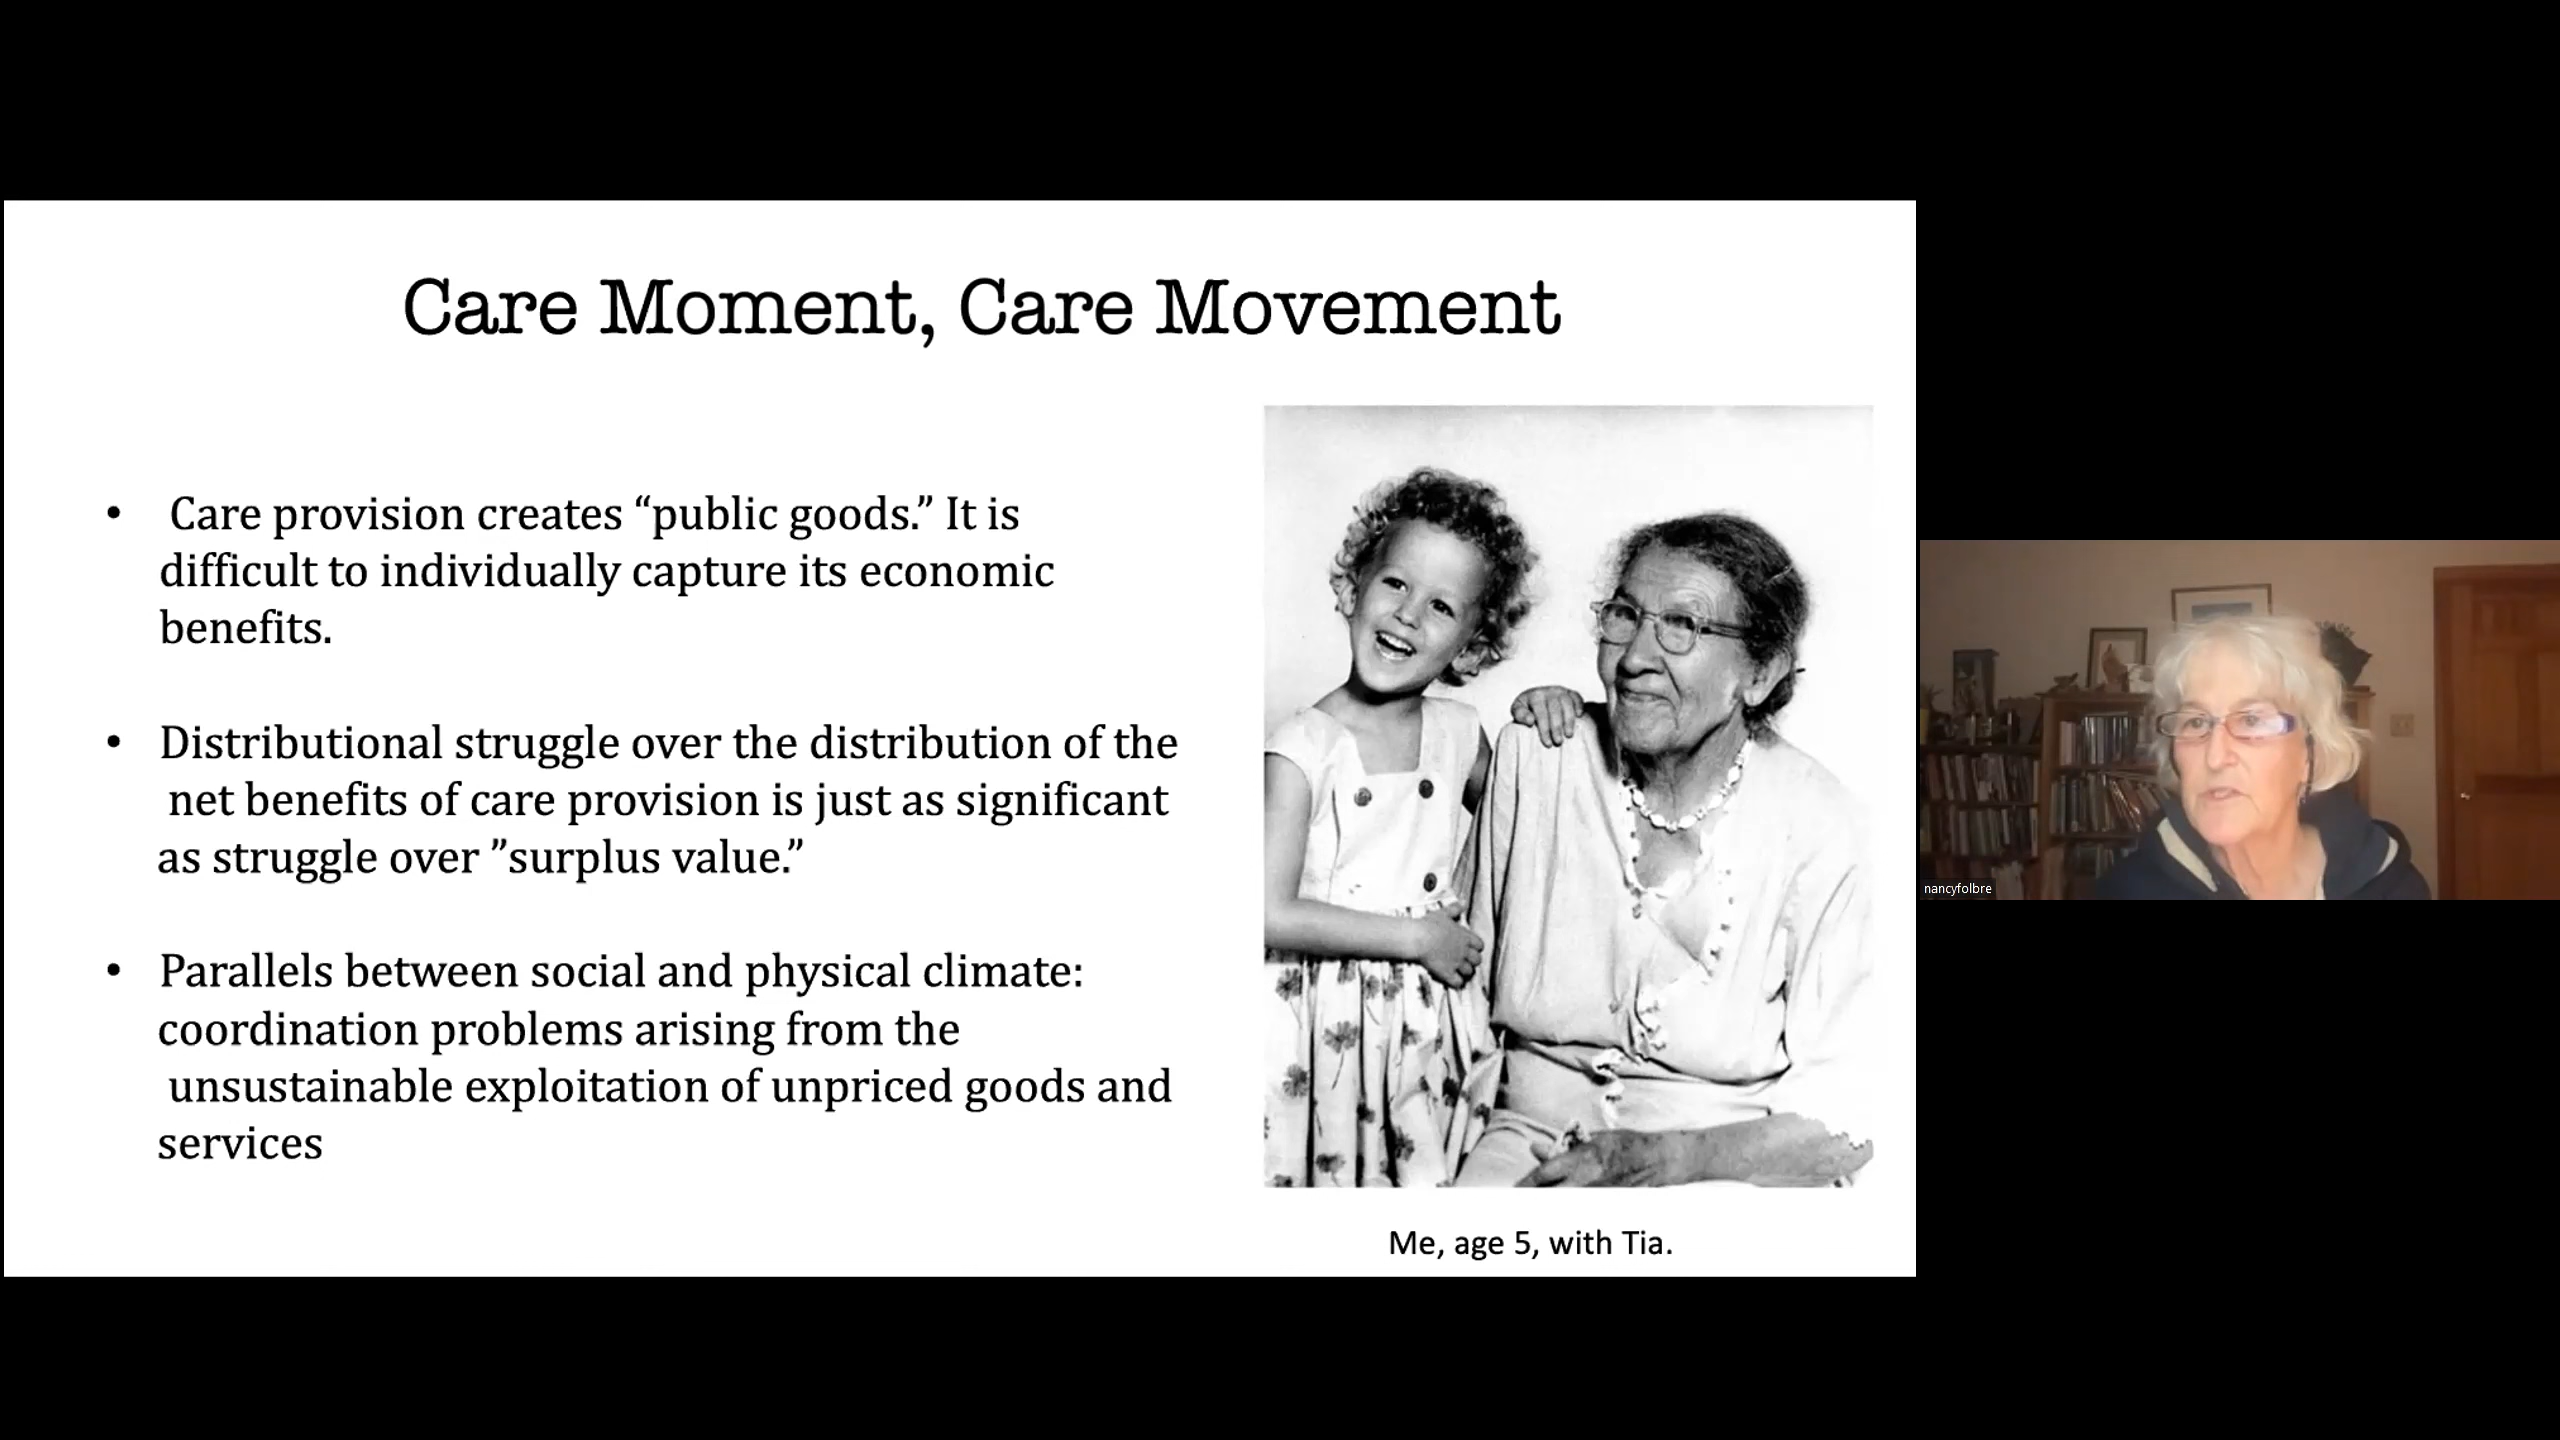 Care Moment, Care Movement
• Care provision creates “public goods.” It is
difficult to individually capture its economic
benefits.
• Distributional struggle over the distribution of the
net benefits of care provision is just as significant
as struggle over ”surplus value.”
• Parallels between social and physical climate:
coordination problems arising from the
unsustainable exploitation of unpriced goods and
services
Me, age 5, with Tia.
nancyfolbre